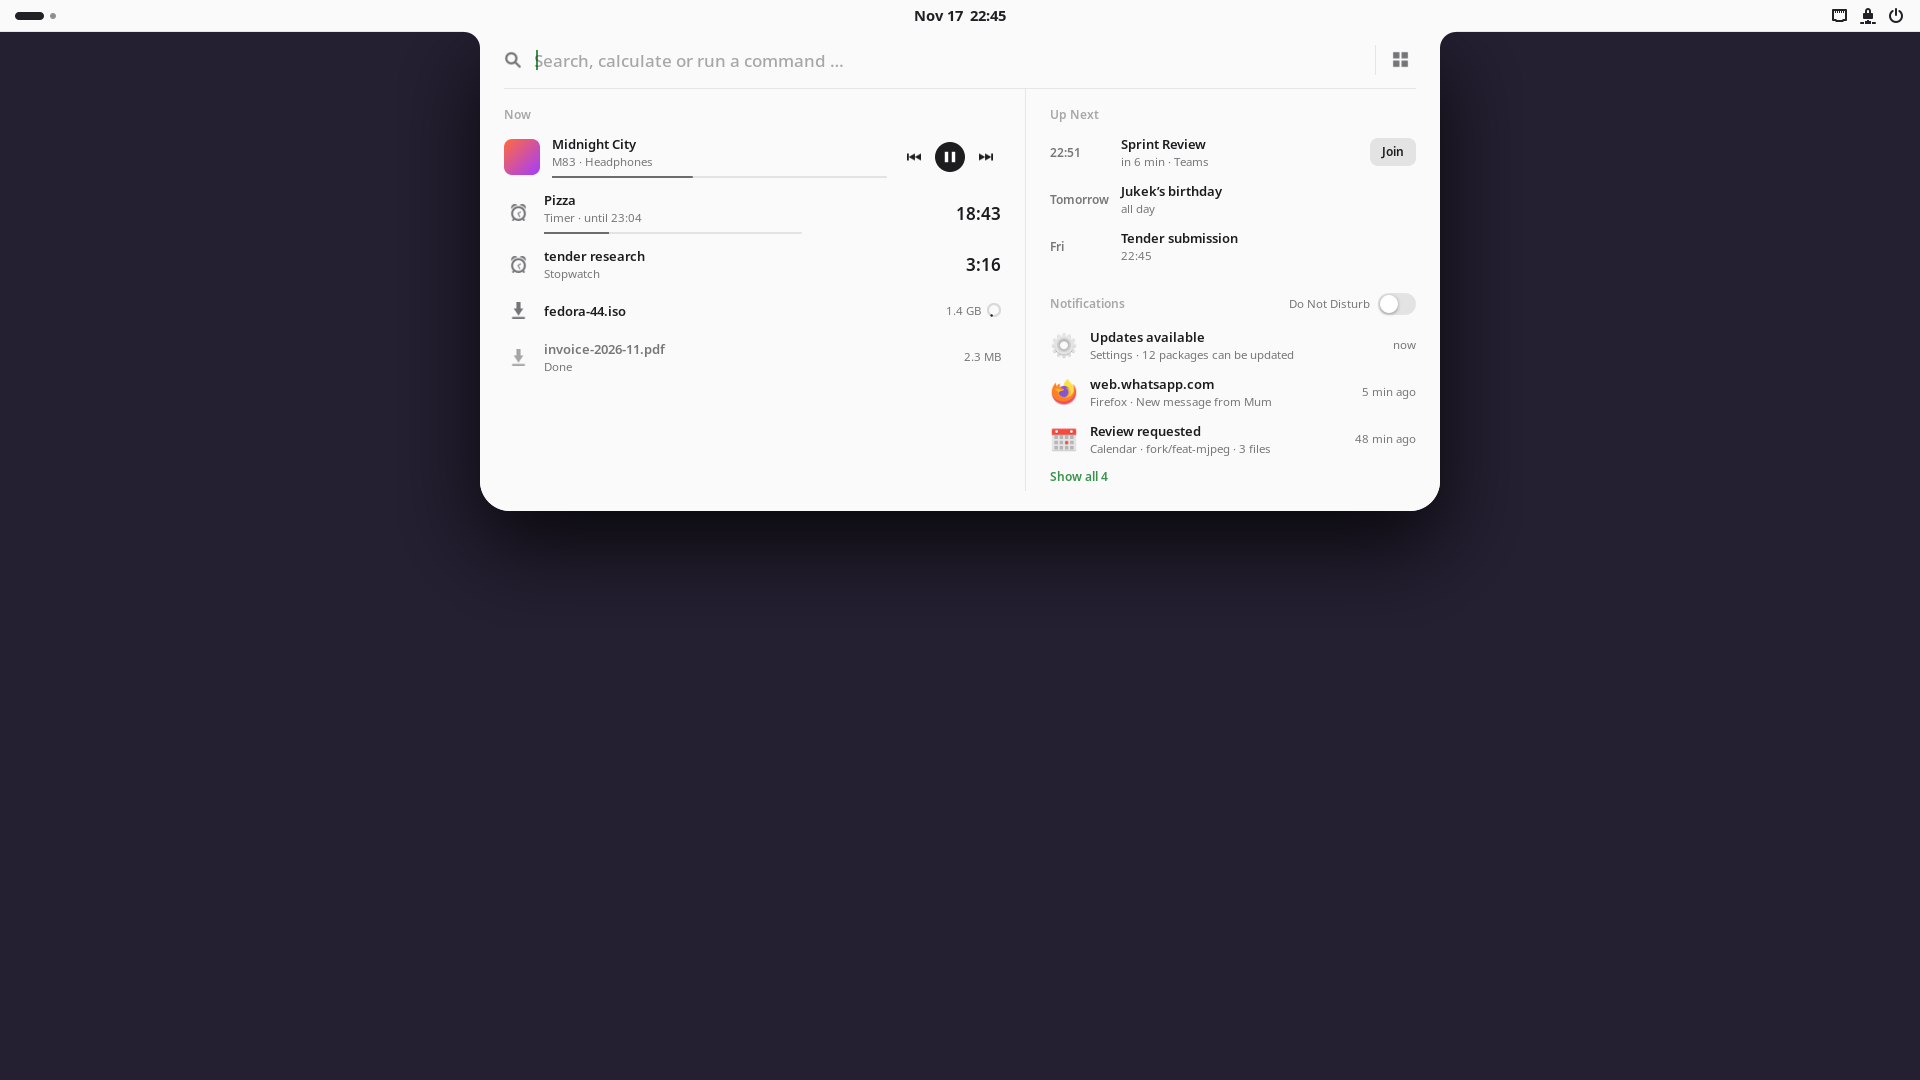 Nov 17 22:45
Search, calculate or run a command ...
Now
Midnight City
M83 · Headphones
Pizza
Timer · until 23:04
18:43
tender research
Stopwatch
3:16
fedora-44.iso
1.4 GB
invoice-2026-11.pdf
Done
2.3 MB
Up Next
22:51
Sprint Review
in 6 min · Teams
Join
Tomorrow
Jukek’s birthday
all day
Fri
Tender submission
22:45
Notifications
Do Not Disturb
Updates available
Settings · 12 packages can be updated
now
web.whatsapp.com
Firefox · New message from Mum
5 min ago
Review requested
Calendar · fork/feat-mjpeg · 3 files
48 min ago
Show all 4